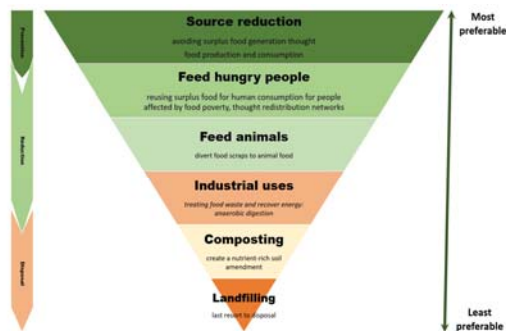 Source reduction
avoiding surplus food generation thought
food production and consumption
Feed hungry people
reusing surplus food for human consumption for people
affected by food poverty, thought redistribution networks
Feed animals
divert food scraps to animal food
Industrial uses
treating food waste and recover energy:
anaerobic digestion
Composting
create a nutrient-rich soil
amendment
Landfilling
last resort to disposal
Prevention
Reduction
Disposal
Most
preferable
Least
preferable